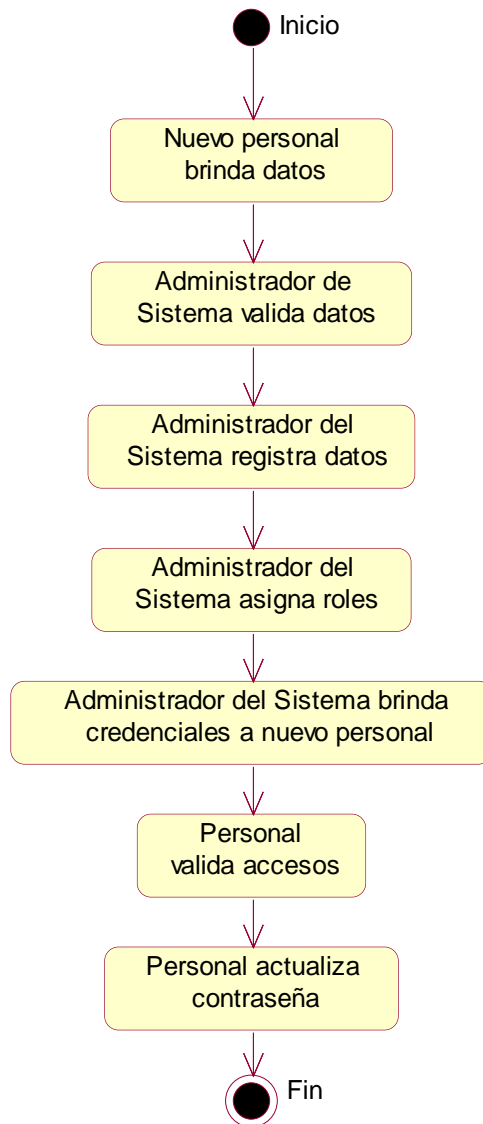 Inicio
Nuevo personal
brinda datos
Administrador de
Sistema valida datos
Administrador del
Sistema registra datos
Administrador del
Sistema asigna roles
Administrador del Sistema brinda
credenciales a nuevo personal
Personal
valida accesos
Personal actualiza
contraseña
Fin